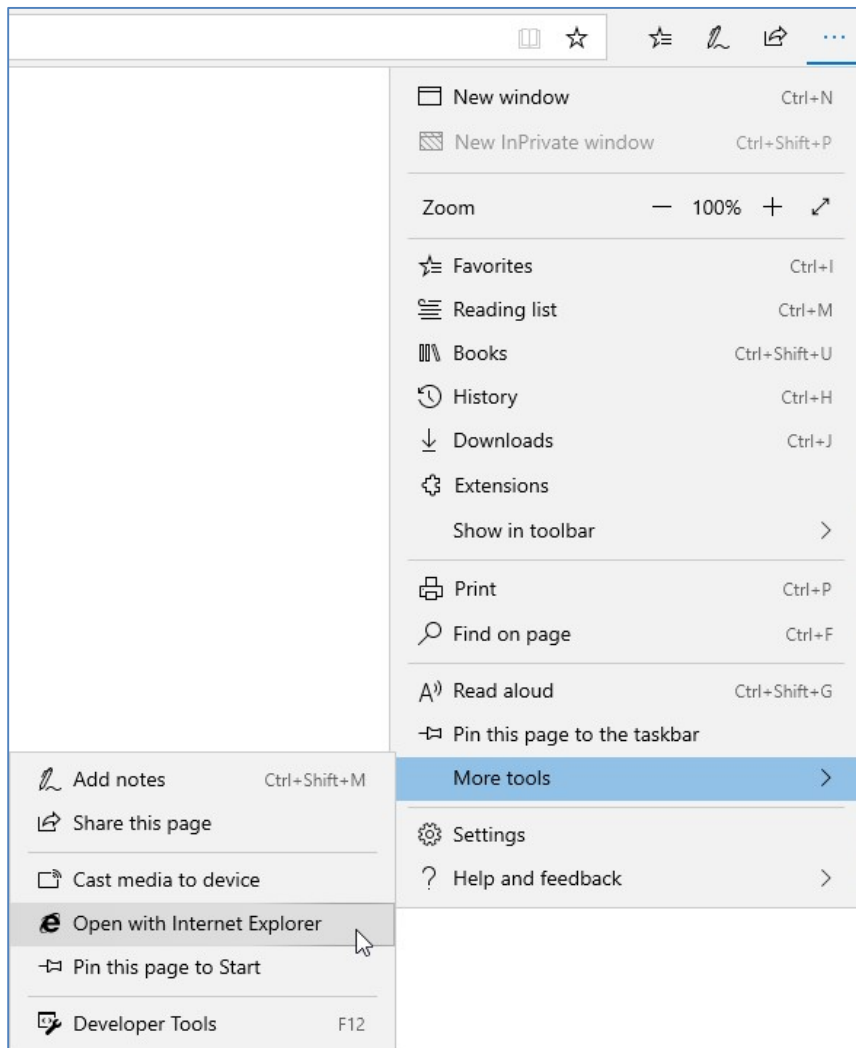 New window Ctrl+N
New InPrivate window Ctrl+Shift+P
Zoom — 100% +
Favorites Ctrl+I
Reading list Ctrl+M
Books Ctrl+Shift+U
History Ctrl+H
Downloads Ctrl+J
Extensions
Show in toolbar
Print Ctrl+P
Find on page Ctrl+F
Read aloud Ctrl+Shift+G
Pin this page to the taskbar
More tools
Settings
Help and feedback
Add notes Ctrl+Shift+M
Share this page
Cast media to device
Open with Internet Explorer
Pin this page to Start
Developer Tools F12